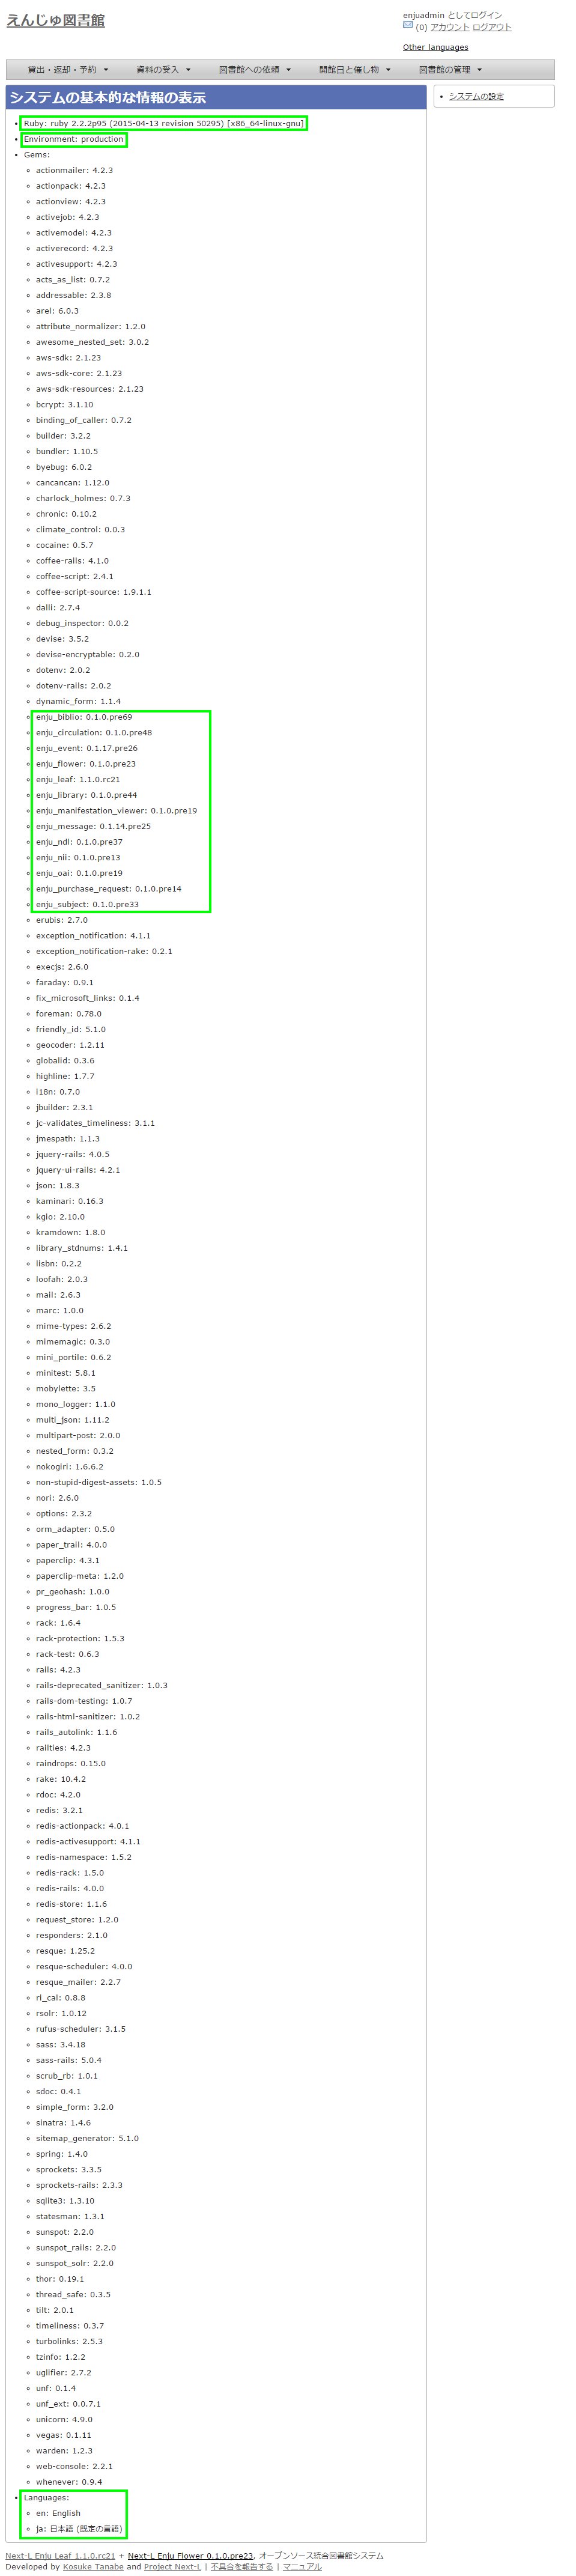 えんじゅ図書館
enjuadmin としてログイン
(0) アカウント ログアウト
Other languages
貸出・返却・予約 資料の受入 図書館への依頼 開館日と催し物 図書館の管理
システムの基本的な情報の表示
システムの設定
Ruby: ruby 2.2.2p95 (2015-04-13 revision 50295) [x86_64-linux-gnu]
Environment: production
Gems:
actionmailer: 4.2.3
actionpack: 4.2.3
actionview: 4.2.3
activejob: 4.2.3
activemodel: 4.2.3
activerecord: 4.2.3
activesupport: 4.2.3
acts_as_list: 0.7.2
addressable: 2.3.8
arel: 6.0.3
attribute_normalizer: 1.2.0
awesome_nested_set: 3.0.2
aws-sdk: 2.1.23
aws-sdk-core: 2.1.23
aws-sdk-resources: 2.1.23
bcrypt: 3.1.10
binding_of_caller: 0.7.2
builder: 3.2.2
bundler: 1.10.5
byebug: 6.0.2
cancancan: 1.12.0
charlock_holmes: 0.7.3
chronic: 0.10.2
climate_control: 0.0.3
cocaine: 0.5.7
coffee-rails: 4.1.0
coffee-script: 2.4.1
coffee-script-source: 1.9.1.1
dalli: 2.7.4
debug_inspector: 0.0.2
devise: 3.5.2
devise-encryptable: 0.2.0
dotenv: 2.0.2
dotenv-rails: 2.0.2
dynamic_form: 1.1.4
enju_biblio: 0.1.0.pre69
enju_circulation: 0.1.0.pre48
enju_event: 0.1.17.pre26
enju_flower: 0.1.0.pre23
enju_leaf: 1.1.0.rc21
enju_library: 0.1.0.pre44
enju_manifestation_viewer: 0.1.0.pre19
enju_message: 0.1.14.pre25
enju_ndl: 0.1.0.pre37
enju_nii: 0.1.0.pre13
enju_oai: 0.1.0.pre19
enju_purchase_request: 0.1.0.pre14
enju_subject: 0.1.0.pre33
erubis: 2.7.0
exception_notification: 4.1.1
exception_notification-rake: 0.2.1
execjs: 2.6.0
faraday: 0.9.1
fix_microsoft_links: 0.1.4
foreman: 0.78.0
friendly_id: 5.1.0
geocoder: 1.2.11
globalid: 0.3.6
highline: 1.7.7
i18n: 0.7.0
jbuilder: 2.3.1
jc-validates_timeliness: 3.1.1
jmespath: 1.1.3
jquery-rails: 4.0.5
jquery-ui-rails: 4.2.1
json: 1.8.3
kaminari: 0.16.3
kgio: 2.10.0
kramdown: 1.8.0
library_stdnums: 1.4.1
lisbn: 0.2.2
loofah: 2.0.3
mail: 2.6.3
marc: 1.0.0
mime-types: 2.6.2
mimemagic: 0.3.0
mini_portile: 0.6.2
minitest: 5.8.1
mobylette: 3.5
mono_logger: 1.1.0
multi_json: 1.11.2
multipart-post: 2.0.0
nested_form: 0.3.2
nokogiri: 1.6.6.2
non-stupid-digest-assets: 1.0.5
nori: 2.6.0
options: 2.3.2
orm_adapter: 0.5.0
paper_trail: 4.0.0
paperclip: 4.3.1
paperclip-meta: 1.2.0
pr_geohash: 1.0.0
progress_bar: 1.0.5
rack: 1.6.4
rack-protection: 1.5.3
rack-test: 0.6.3
rails: 4.2.3
rails-deprecated_sanitizer: 1.0.3
rails-dom-testing: 1.0.7
rails-html-sanitizer: 1.0.2
rails_autolink: 1.1.6
railties: 4.2.3
raindrops: 0.15.0
rake: 10.4.2
rdoc: 4.2.0
redis: 3.2.1
redis-actionpack: 4.0.1
redis-activesupport: 4.1.1
redis-namespace: 1.5.2
redis-rack: 1.5.0
redis-rails: 4.0.0
redis-store: 1.1.6
request_store: 1.2.0
responders: 2.1.0
resque: 1.25.2
resque-scheduler: 4.0.0
resque_mailer: 2.2.7
ri_cal: 0.8.8
rsolr: 1.0.12
rufus-scheduler: 3.1.5
sass: 3.4.18
sass-rails: 5.0.4
scrub_rb: 1.0.1
sdoc: 0.4.1
simple_form: 3.2.0
sinatra: 1.4.6
sitemap_generator: 5.1.0
spring: 1.4.0
sprockets: 3.3.5
sprockets-rails: 2.3.3
sqlite3: 1.3.10
statesman: 1.3.1
sunspot: 2.2.0
sunspot_rails: 2.2.0
sunspot_solr: 2.2.0
thor: 0.19.1
thread_safe: 0.3.5
tilt: 2.0.1
timeliness: 0.3.7
turbolinks: 2.5.3
tzinfo: 1.2.2
uglifier: 2.7.2
unf: 0.1.4
unf_ext: 0.0.7.1
unicorn: 4.9.0
vegas: 0.1.11
warden: 1.2.3
web-console: 2.2.1
whenever: 0.9.4
Languages:
en: English
ja: 日本語 (既定の言語)
Next-L Enju Leaf 1.1.0.rc21 + Next-L Enju Flower 0.1.0.pre23, オープンソース統合図書館システム
Developed by Kosuke Tanabe and Project Next-L | 不具合を報告する | マニュアル